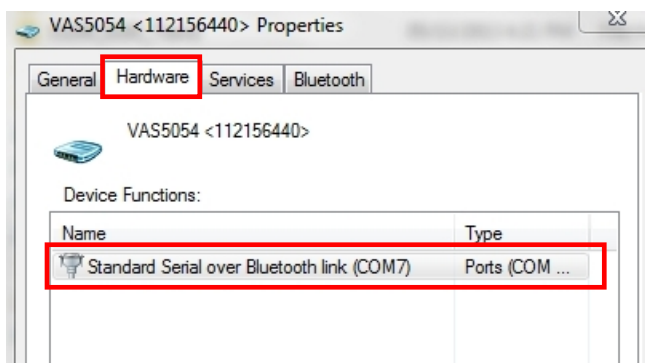 VAS5054 <112156440> Properties
General Hardware Services Bluetooth
VAS5054 <112156440>
Device Functions:
Name Type
Standard Serial over Bluetooth link (COM7) Ports (COM ...